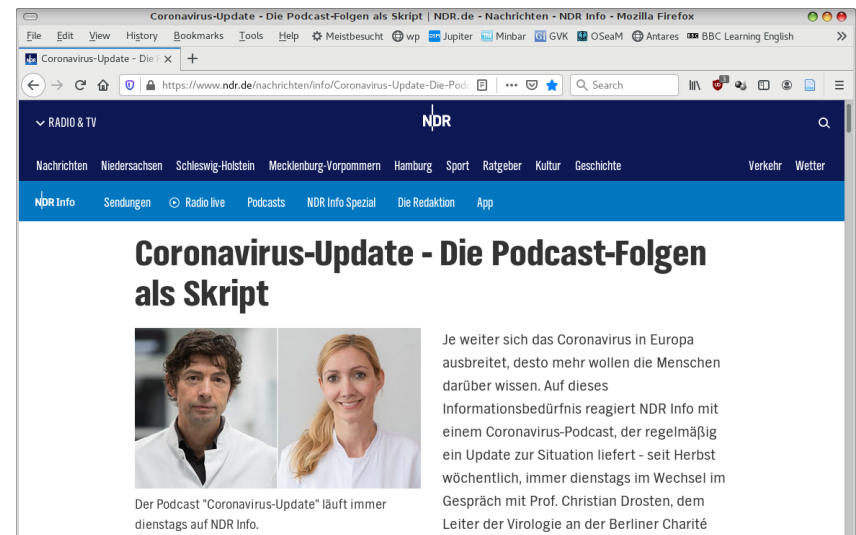 Coronavirus-Update - Die Podcast-Folgen als Skript | NDR.de - Nachrichten - NDR Info - Mozilla Firefox
File Edit View History Bookmarks Tools Help Meistbesucht wp Jupiter Minbar GVK OSeaM Antares BBC Learning English
Coronavirus-Update - Die
https://www.ndr.de/nachrichten/info/Coronavirus-Update-Die-Podc Search
RADIO & TV NDR
Nachrichten Niedersachsen Schleswig-Holstein Mecklenburg-Vorpommern Hamburg Sport Ratgeber Kultur Geschichte Verkehr Wetter
NDR Info Sendungen Radio live Podcasts NDR Info Spezial Die Redaktion App
Coronavirus-Update - Die Podcast-Folgen
als Skript
Der Podcast "Coronavirus-Update" läuft immer
dienstags auf NDR Info.
Je weiter sich das Coronavirus in Europa
ausbreitet, desto mehr wollen die Menschen
darüber wissen. Auf dieses
Informationsbedürfnis reagiert NDR Info mit
einem Coronavirus-Podcast, der regelmäßig
ein Update zur Situation liefert - seit Herbst
wöchentlich, immer dienstags im Wechsel im
Gespräch mit Prof. Christian Drosten, dem
Leiter der Virologie an der Berliner Charité